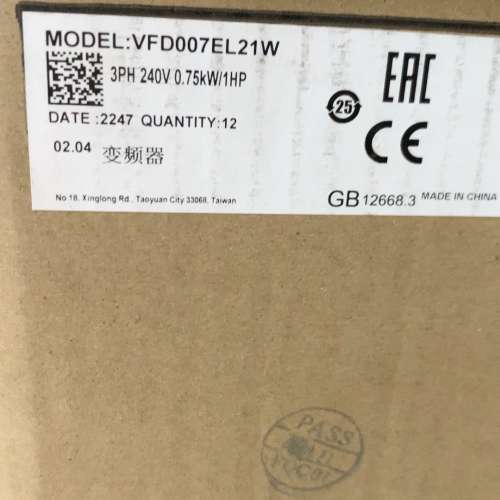 MODEL:VFD007EL21W
3PH 240V 0.75kW/1HP
DATE :2247 QUANTITY:12
02.04 变频器
25
EAC
CE
No 18, Xinglong Rd., Taoyuan City 33068, Taiwan
GB 12668.3 MADE IN CHINA
PASS